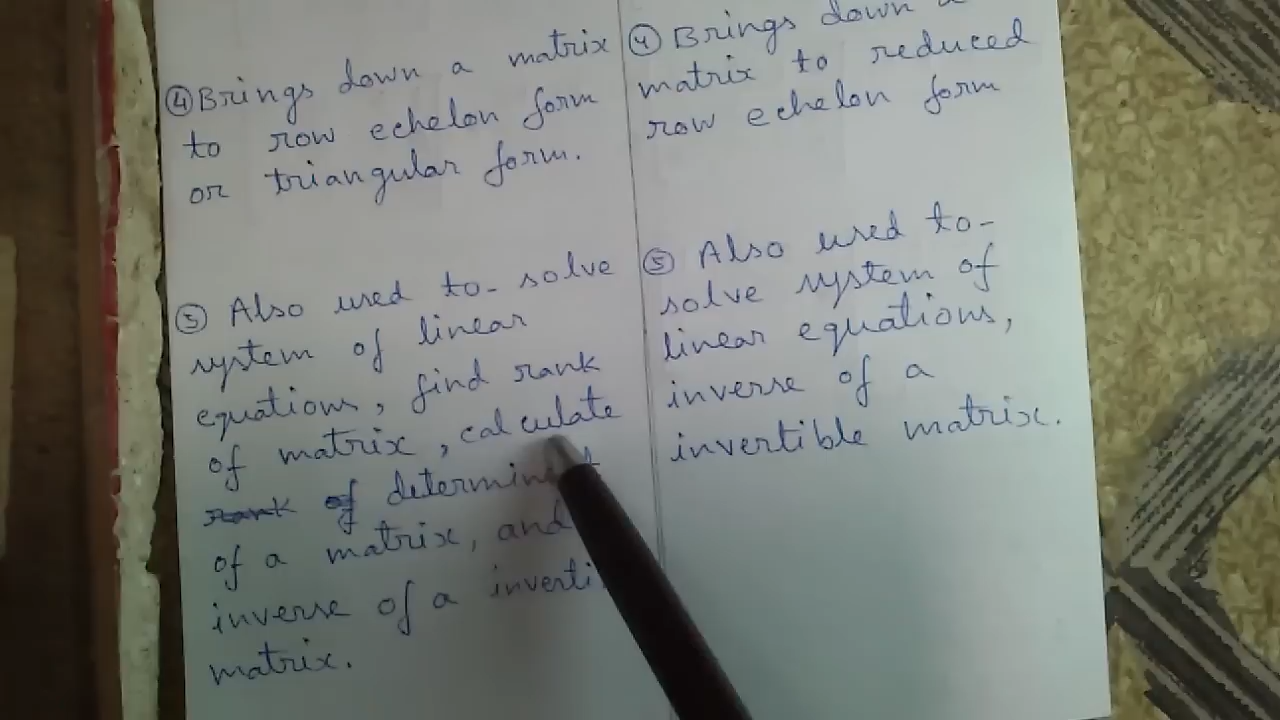 ④ Brings down a matrix
to row echelon form
or triangular form.
⑤ Also used to- solve
system of linear
equations, find rank
of matrix, calculate
rank of determinant
of a matrix, and
inverse of a
matrix.
④ Brings down
matrix to reduced
row echelon form
⑤ Also used to-
solve system of
linear equations,
inverse of a
invertible matrix.